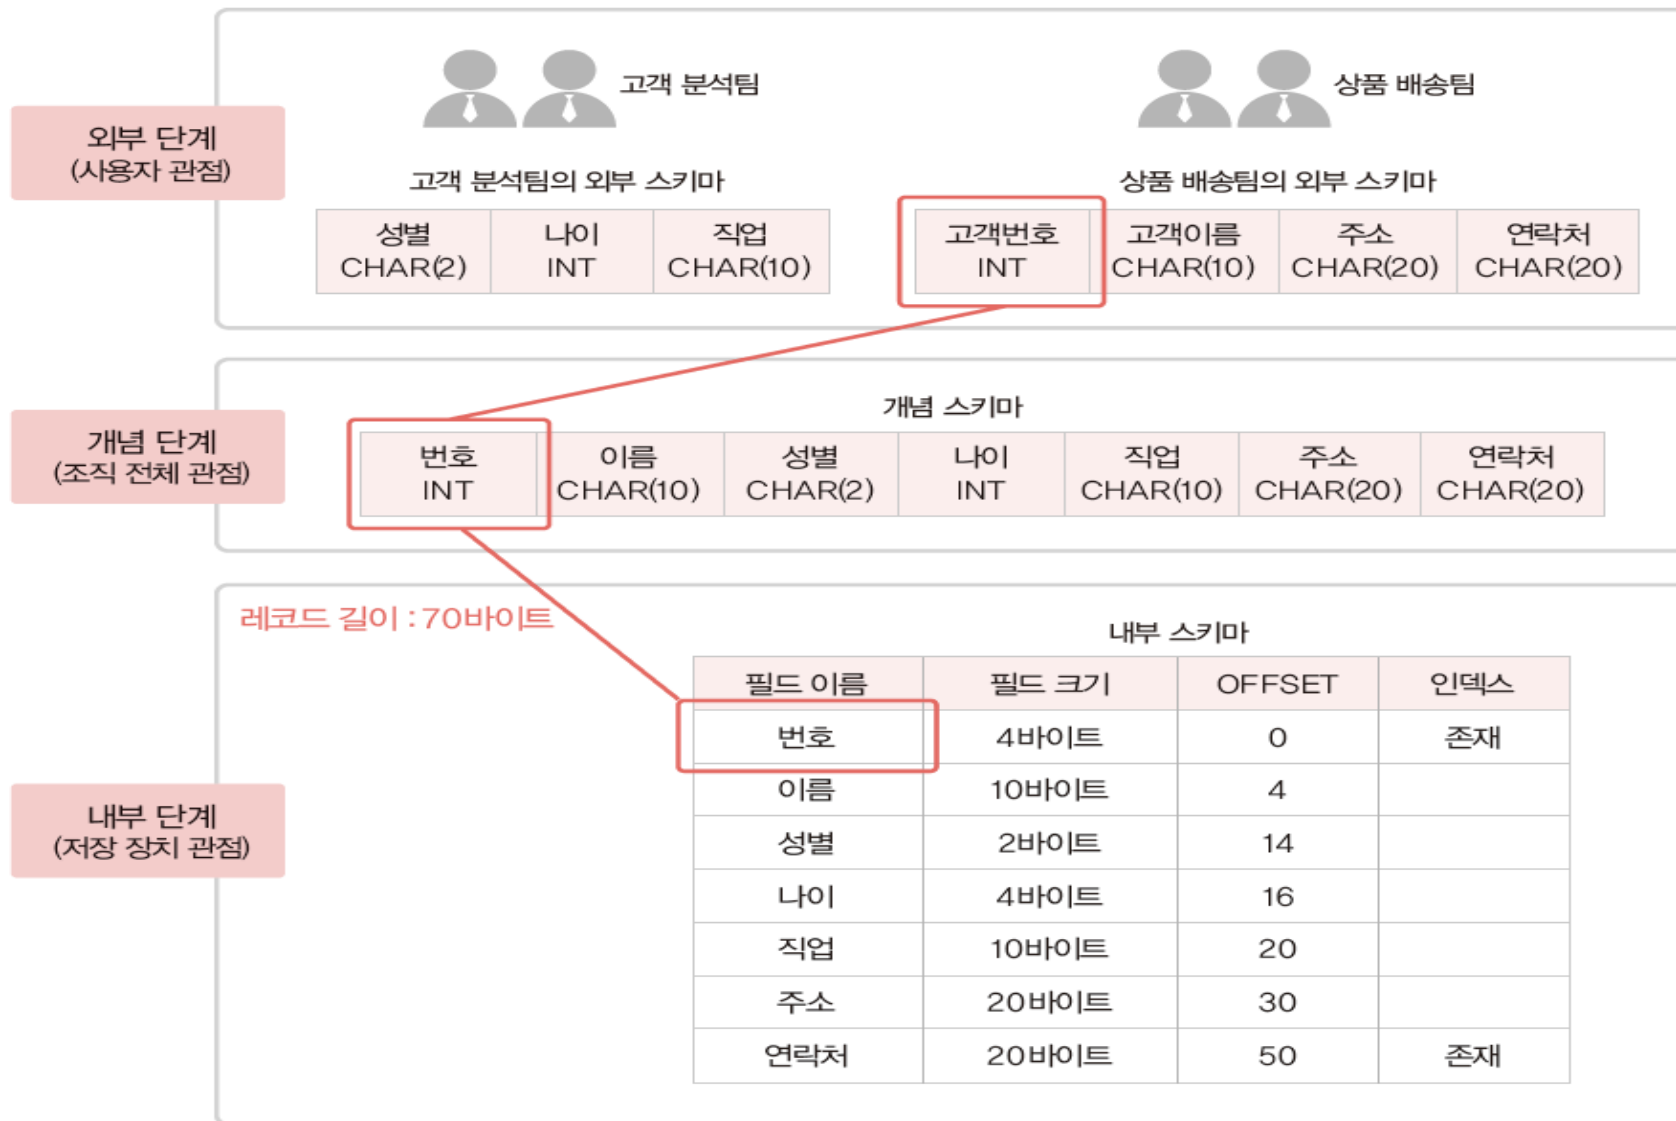 고객 분석팀
상품 배송팀
외부 단계
(사용자 관점)
고객 분석팀의 외부 스키마
상품 배송팀의 외부 스키마
성별 나이 직업
CHAR(2) INT CHAR(10)
고객번호 고객이름 주소 연락처
INT CHAR(10) CHAR(20) CHAR(20)
개념 단계
(조직 전체 관점)
개념 스키마
번호 이름 성별 나이 직업 주소 연락처
INT CHAR(10) CHAR(2) INT CHAR(10) CHAR(20) CHAR(20)
레코드 길이 : 70바이트
내부 스키마
내부 단계
(저장 장치 관점)
필드 이름 필드 크기 OFFSET 인덱스
번호 4바이트 0 존재
이름 10바이트 4
성별 2바이트 14
나이 4바이트 16
직업 10바이트 20
주소 20바이트 30
연락처 20바이트 50 존재